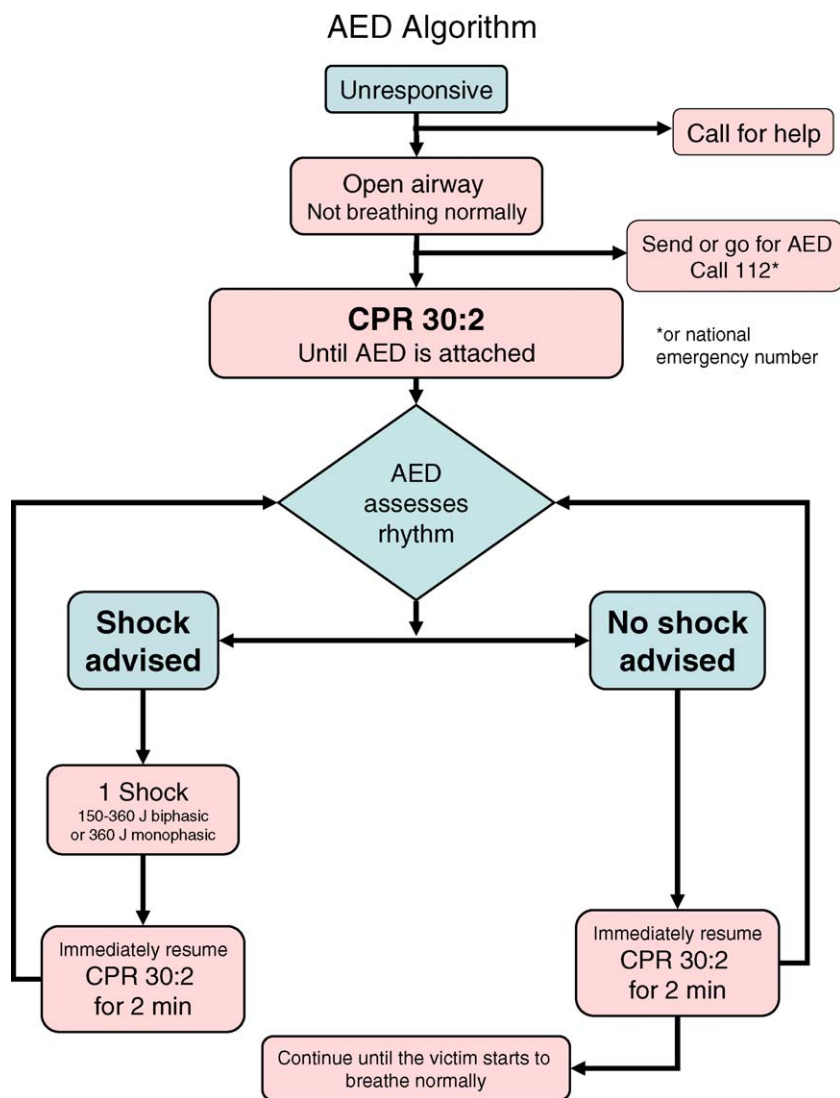 AED Algorithm
Unresponsive
Call for help
Open airway
Not breathing normally
Send or go for AED
Call 112*
CPR 30:2
Until AED is attached
*or national
emergency number
AED
assesses
rhythm
Shock
advised
No shock
advised
1 Shock
150-360 J biphasic
or 360 J monophasic
Immediately resume
CPR 30:2
for 2 min
Immediately resume
CPR 30:2
for 2 min
Continue until the victim starts to
breathe normally